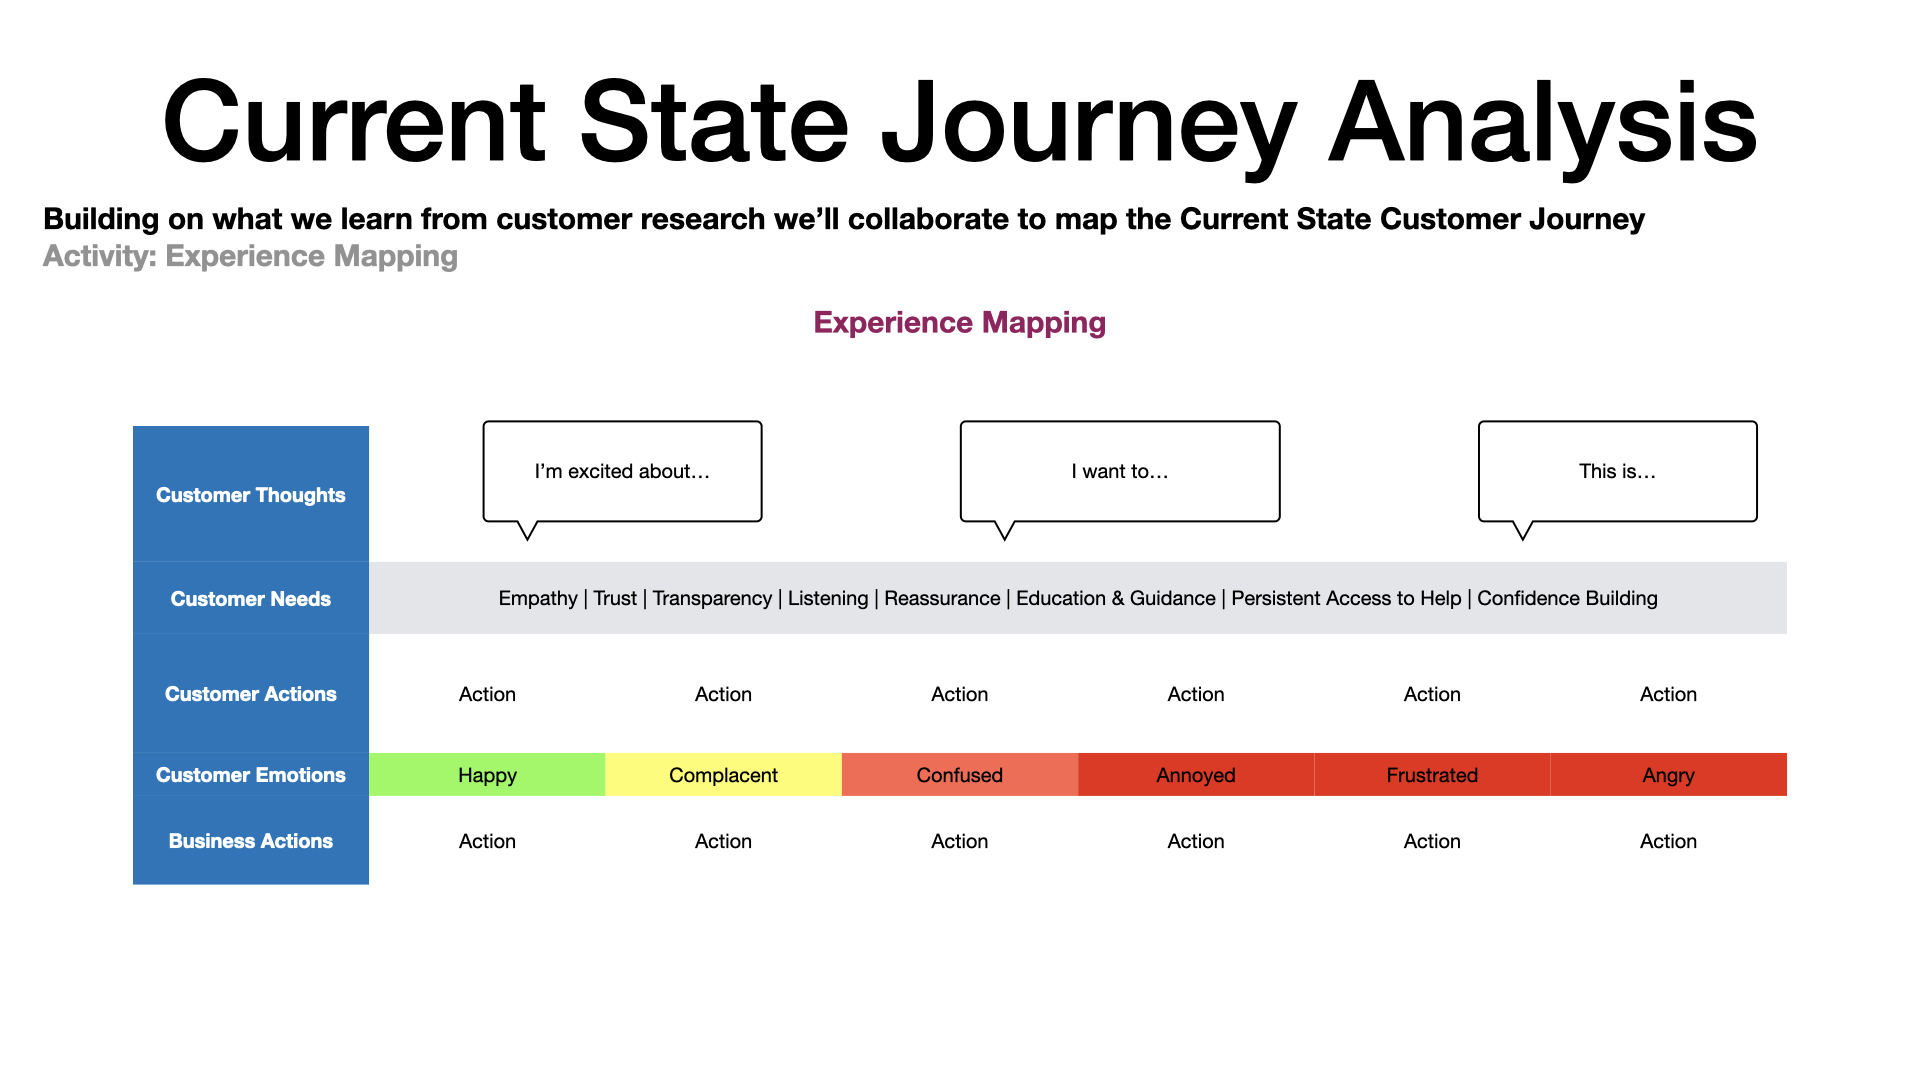 Current State Journey Analysis
Building on what we learn from customer research we’ll collaborate to map the Current State Customer Journey
Activity: Experience Mapping
Experience Mapping
Customer Thoughts
I’m excited about…
I want to…
This is…
Customer Needs
Empathy | Trust | Transparency | Listening | Reassurance | Education & Guidance | Persistent Access to Help | Confidence Building
Customer Actions
Action Action Action Action Action Action
Customer Emotions
Happy Complacent Confused Annoyed Frustrated Angry
Business Actions
Action Action Action Action Action Action